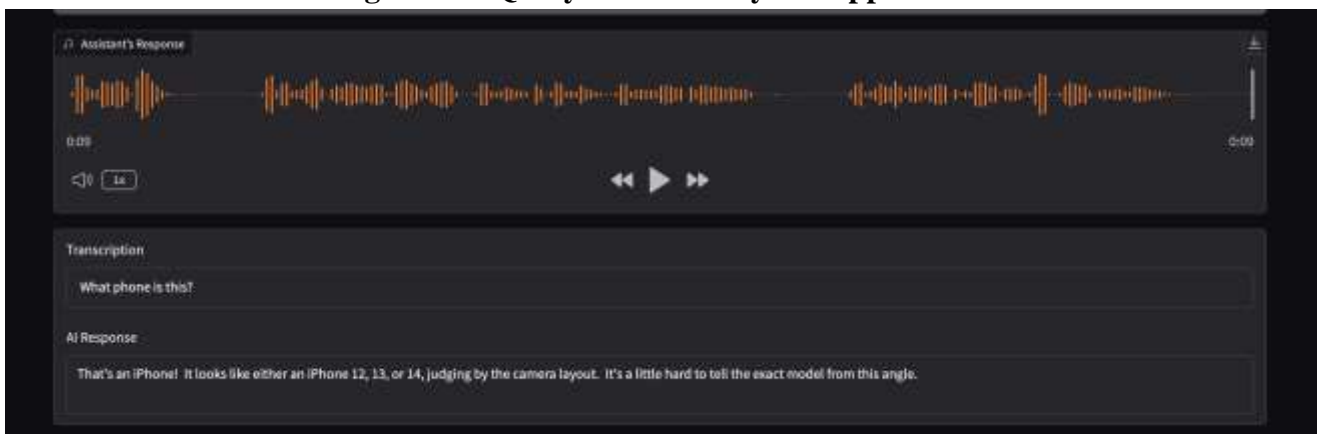 Assistant's Response
0:09
0:09
1x
Transcription
What phone is this?
AI Response
That's an iPhone! It looks like either an iPhone 12, 13, or 14, judging by the camera layout. It's a little hard to tell the exact model from this angle.